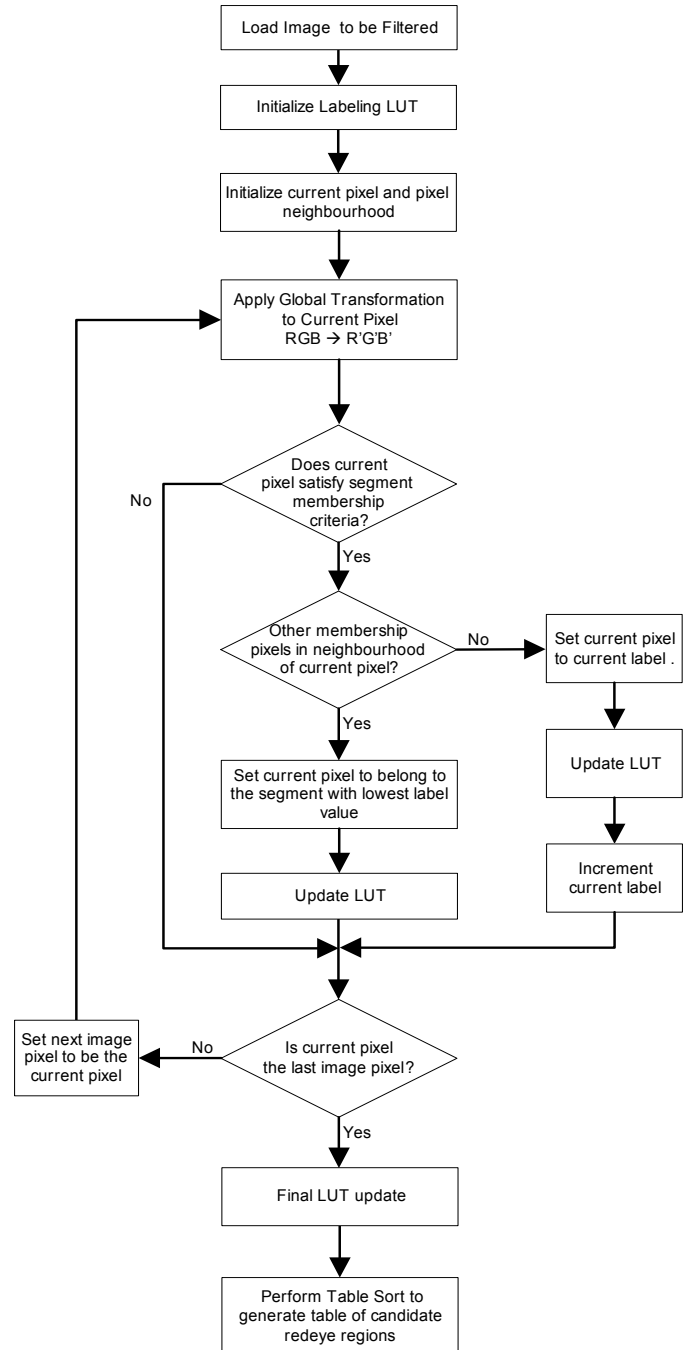 Load Image to be Filtered
Initialize Labeling LUT
Initialize current pixel and pixel
neighbourhood
Apply Global Transformation
to Current Pixel
RGB → R'G'B'
Does current
pixel satisfy segment
membership
criteria?
No
Yes
Other membership
pixels in neighbourhood
of current pixel?
No
Set current pixel
to current label .
Yes
Update LUT
Set current pixel to belong to
the segment with lowest label
value
Increment
current label
Update LUT
Set next image
pixel to be the
current pixel
No
Is current pixel
the last image pixel?
Yes
Final LUT update
Perform Table Sort to
generate table of candidate
redeye regions